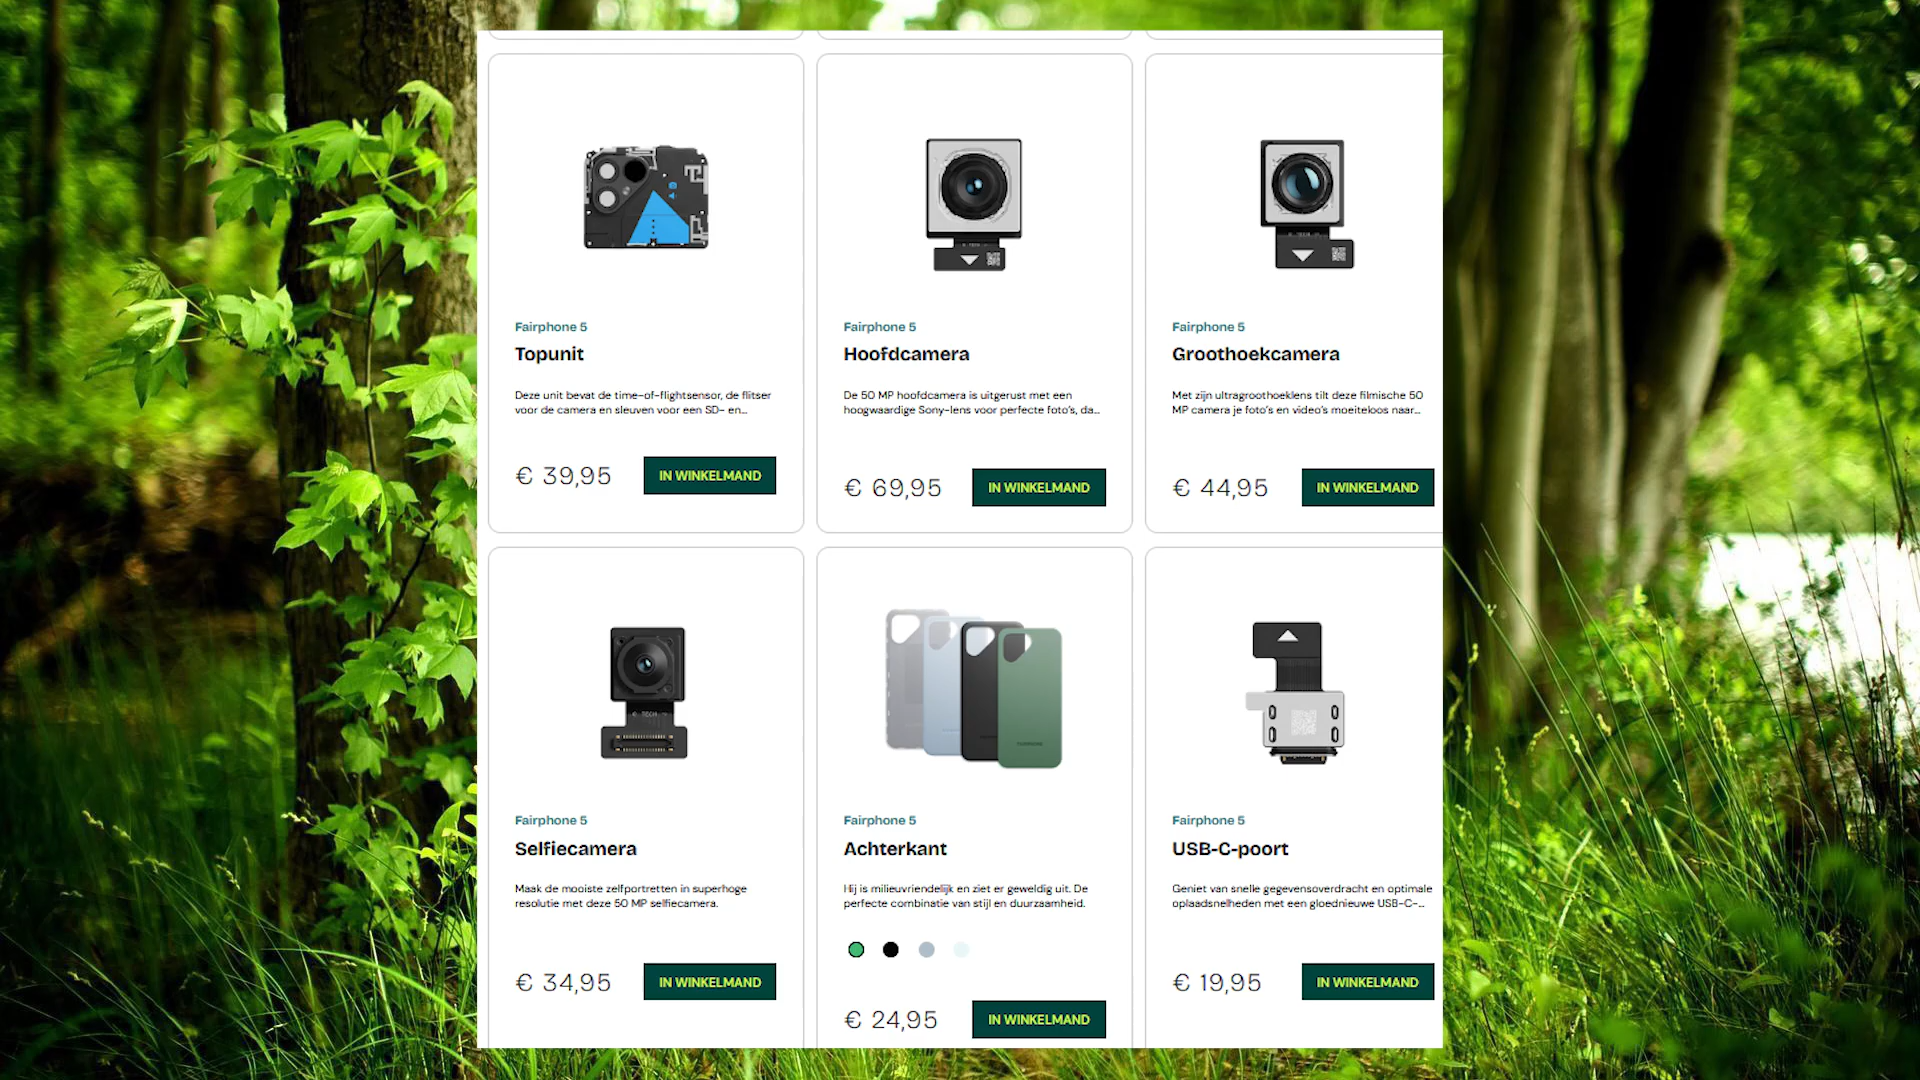 Fairphone 5
Topunit
Deze unit bevat de time-of-flightsensor, de flitser
voor de camera en sleuven voor een SD- en...
€ 39,95
IN WINKELMAND
Fairphone 5
Hoofdcamera
De 50 MP hoofdcamera is uitgerust met een
hoogwaardige Sony-lens voor perfecte foto's, da...
€ 69,95
IN WINKELMAND
Fairphone 5
Groothoekcamera
Met zijn ultragroothoeklens tilt deze filmische 50
MP camera je foto's en video's moeiteloos naar...
€ 44,95
IN WINKELMAND
Fairphone 5
Selfiecamera
Maak de mooiste zelfportretten in superhoge
resolutie met deze 50 MP selfiecamera.
€ 34,95
IN WINKELMAND
Fairphone 5
Achterkant
Hij is milieuvriendelijk en ziet er geweldig uit. De
perfecte combinatie van stijl en duurzaamheid.
€ 24,95
IN WINKELMAND
Fairphone 5
USB-C-poort
Geniet van snelle gegevensoverdracht en optimale
oplaadsnelheden met een gloednieuwe USB-C-...
€ 19,95
IN WINKELMAND